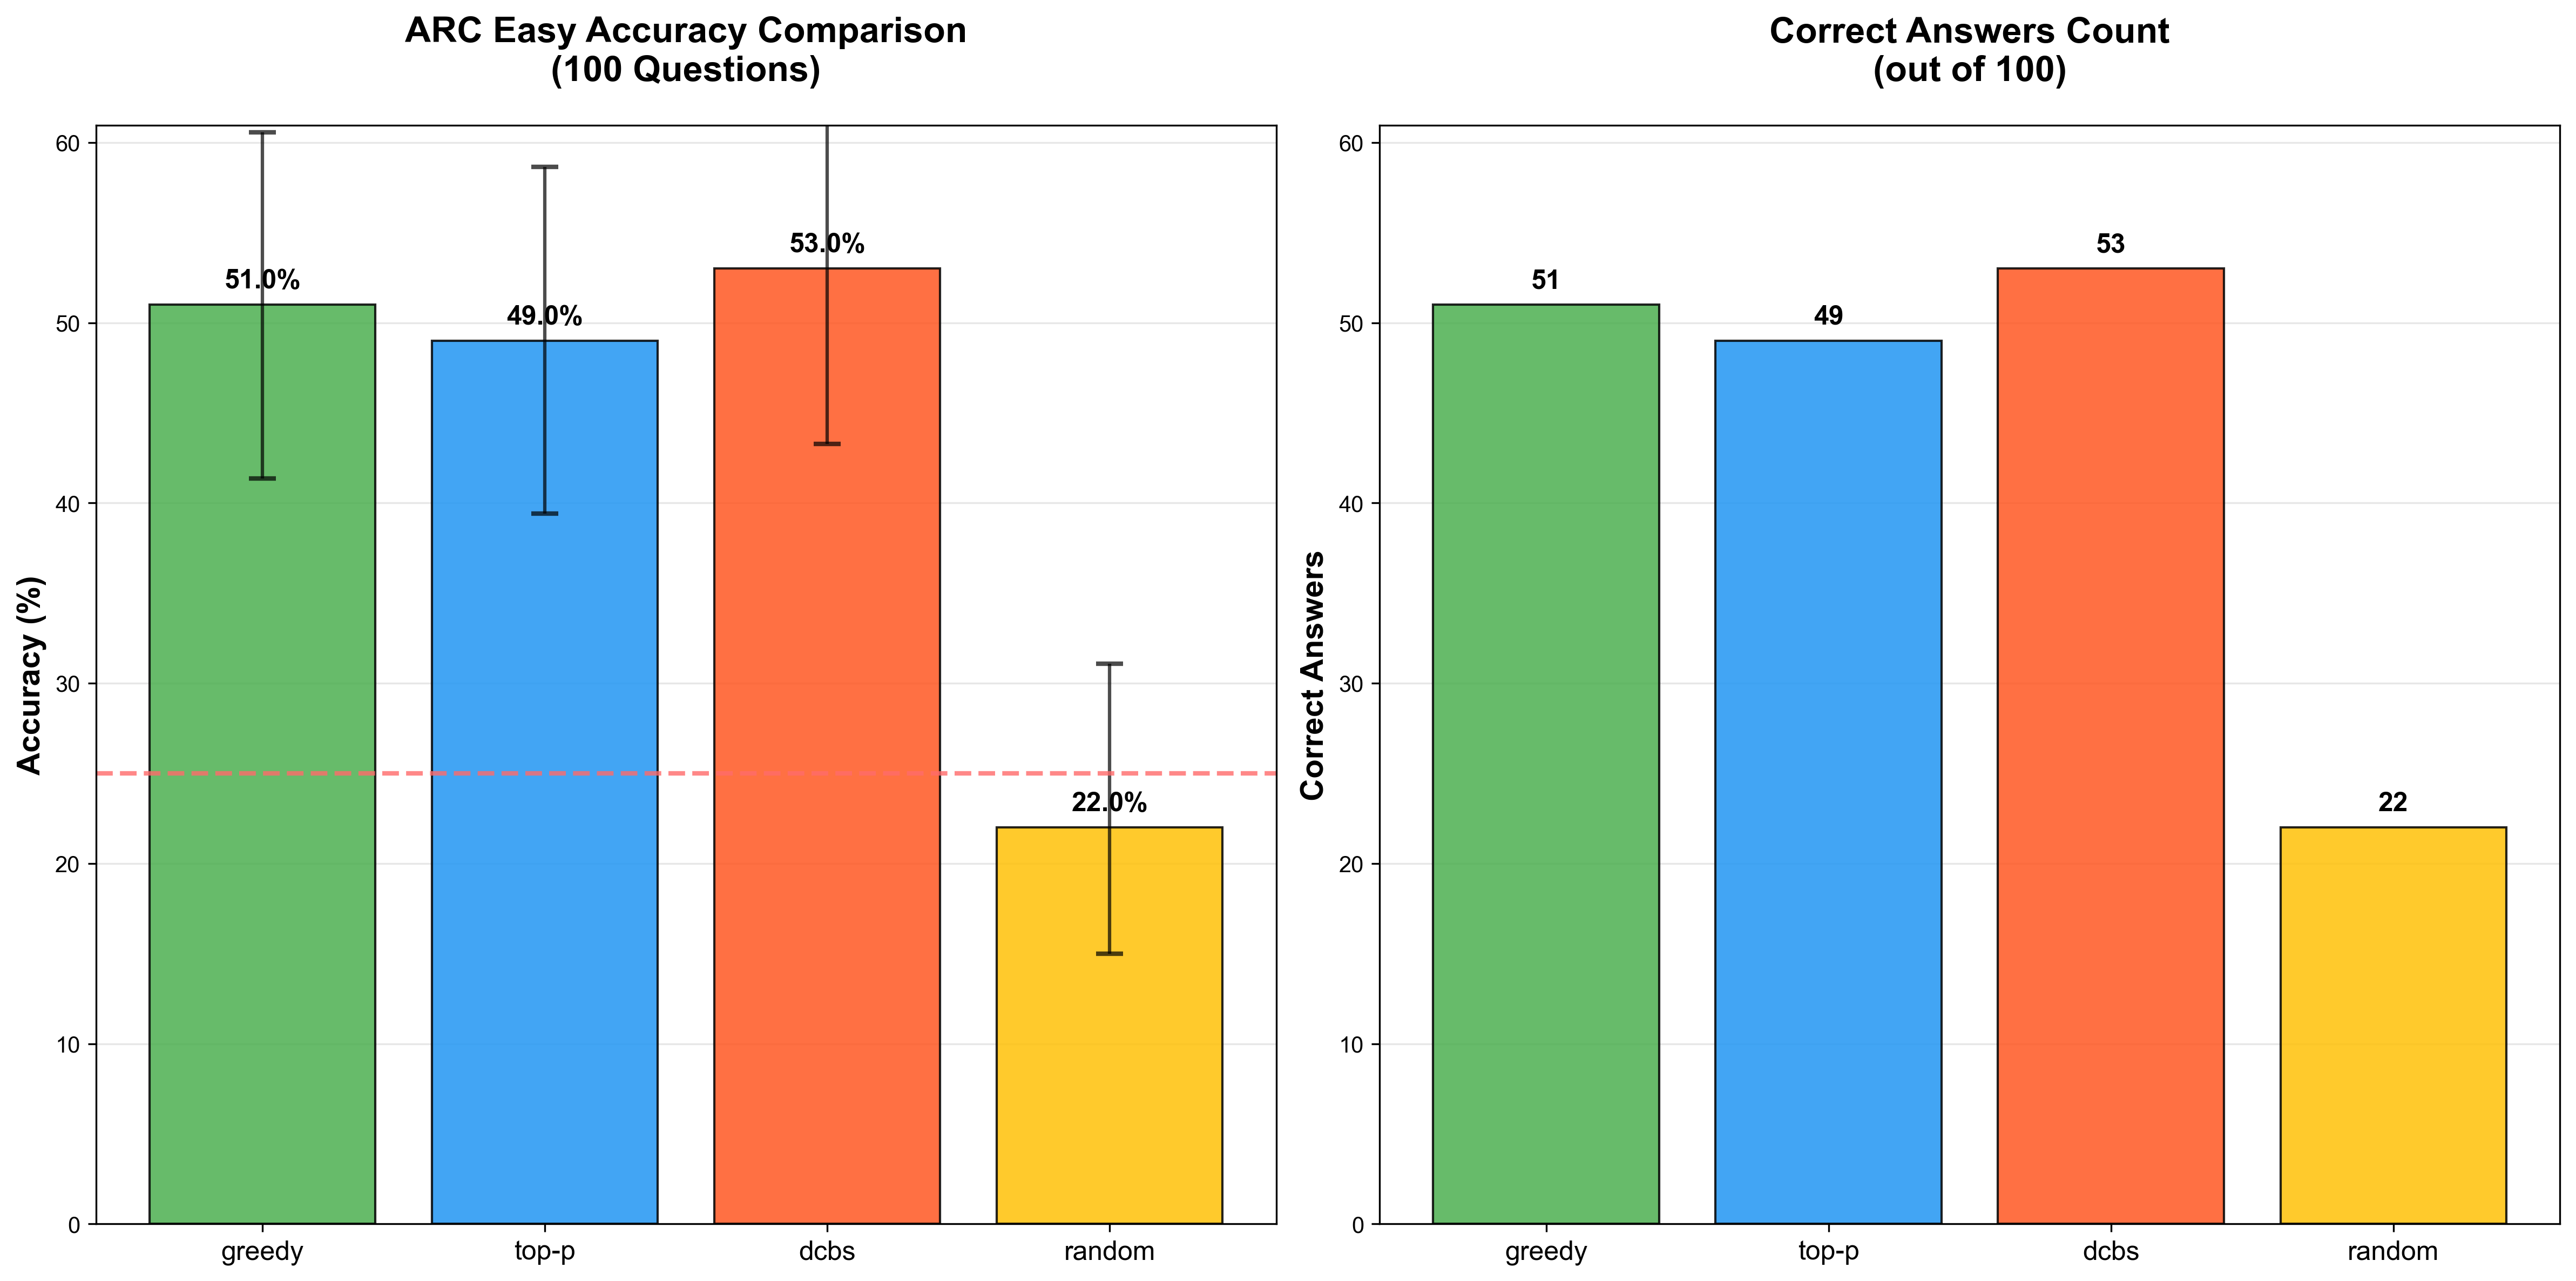 ARC Easy Accuracy Comparison
(100 Questions)
Accuracy (%)
60
50
40
30
20
10
0
51.0%
49.0%
53.0%
22.0%
greedy
top-p
dcbs
random
Correct Answers Count
(out of 100)
Correct Answers
60
50
40
30
20
10
0
51
49
53
22
greedy
top-p
dcbs
random